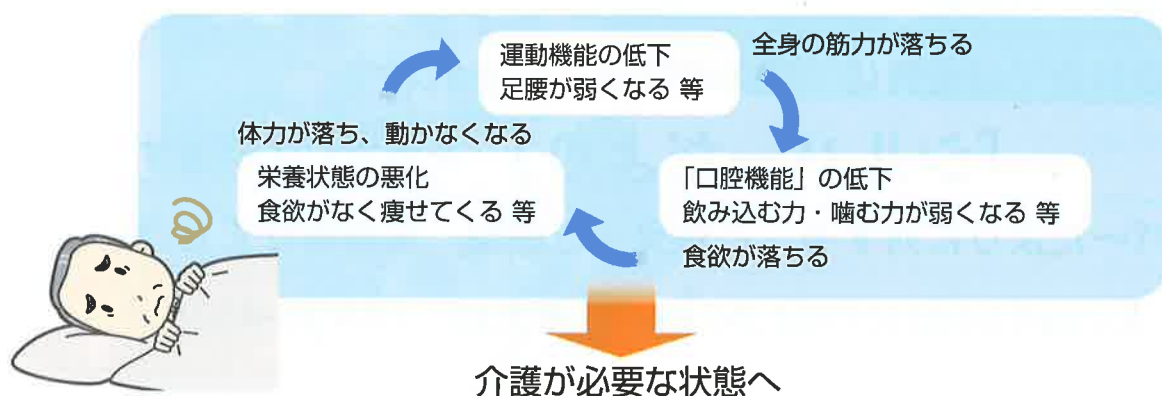 運動機能の低下
足腰が弱くなる 等
全身の筋力が落ちる
「口腔機能」の低下
飲み込む力・噛む力が弱くなる 等
食欲が落ちる
体力が落ち、動かなくなる
栄養状態の悪化
食欲がなく痩せてくる 等
介護が必要な状態へ